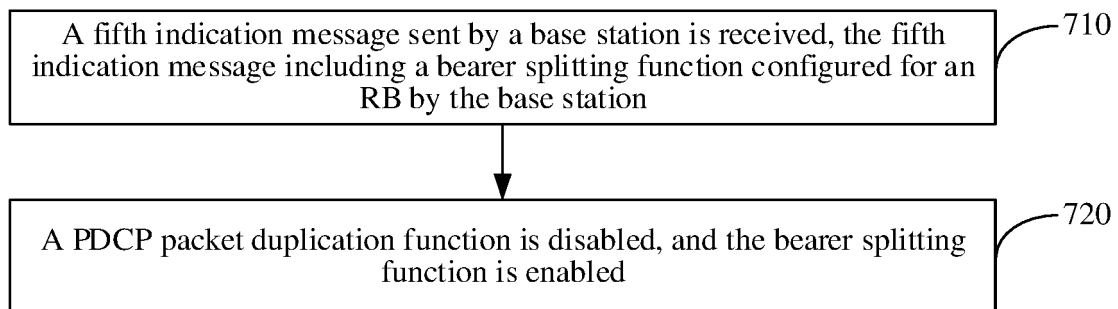 A fifth indication message sent by a base station is received, the fifth
indication message including a bearer splitting function configured for an
RB by the base station
710
A PDCP packet duplication function is disabled, and the bearer splitting
function is enabled
720